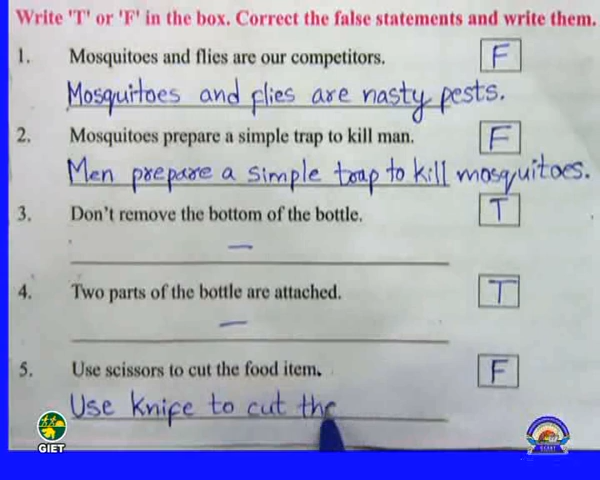 Write 'T' or 'F' in the box. Correct the false statements and write them.
1. Mosquitoes and flies are our competitors. F
Mosquitoes and flies are nasty pests.
2. Mosquitoes prepare a simple trap to kill man. F
Men prepare a simple trap to kill mosquitoes.
3. Don't remove the bottom of the bottle. T
–
4. Two parts of the bottle are attached. T
–
5. Use scissors to cut the food item. F
Use knife to cut the
GIET